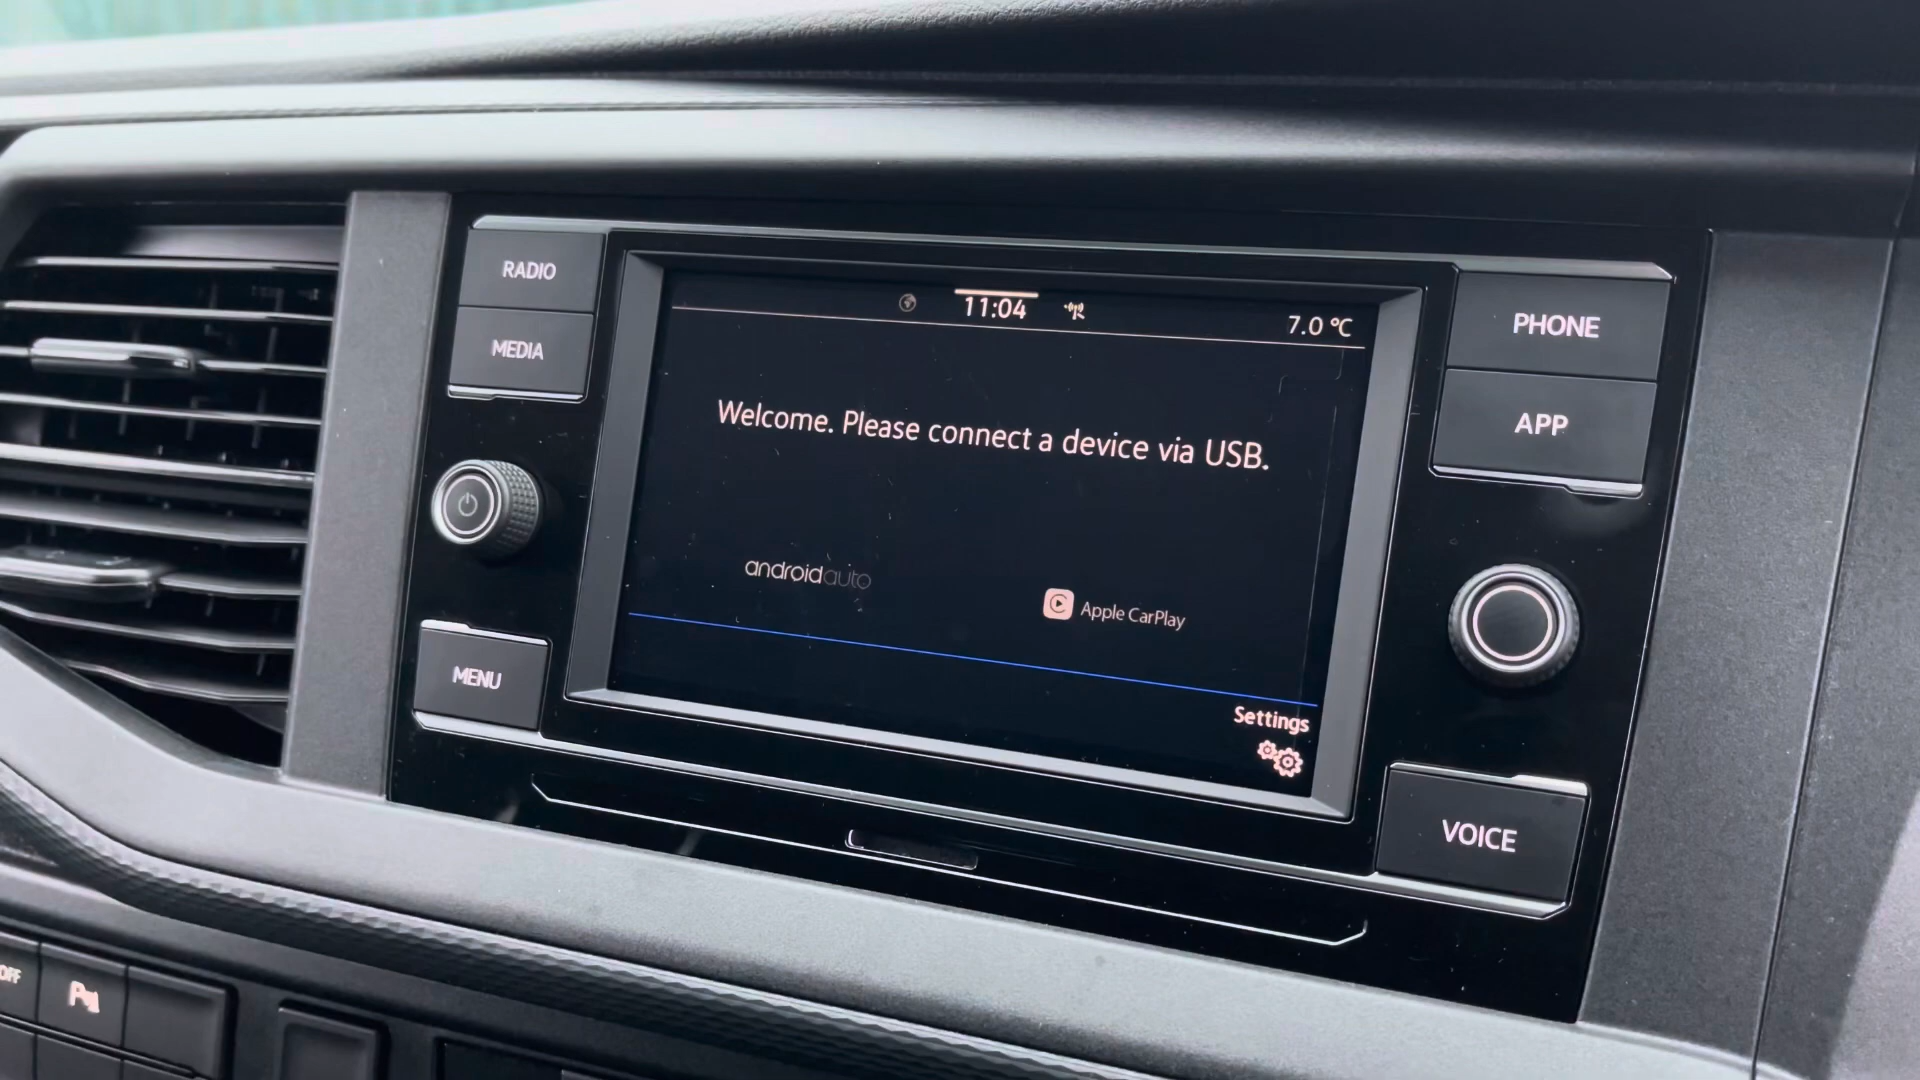 RADIO
MEDIA
MENU
11:04
7.0 °C
Welcome. Please connect a device via USB.
androidauto
Apple CarPlay
Settings
PHONE
APP
VOICE
OFF
P